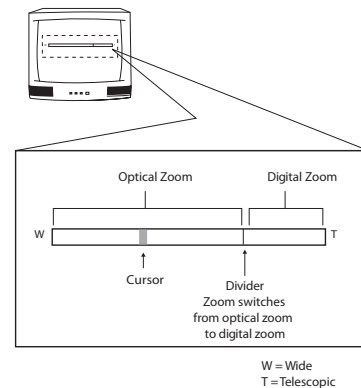 Optical Zoom Digital Zoom
W T
Cursor Divider
Zoom switches
from optical zoom
to digital zoom
W = Wide
T = Telescopic